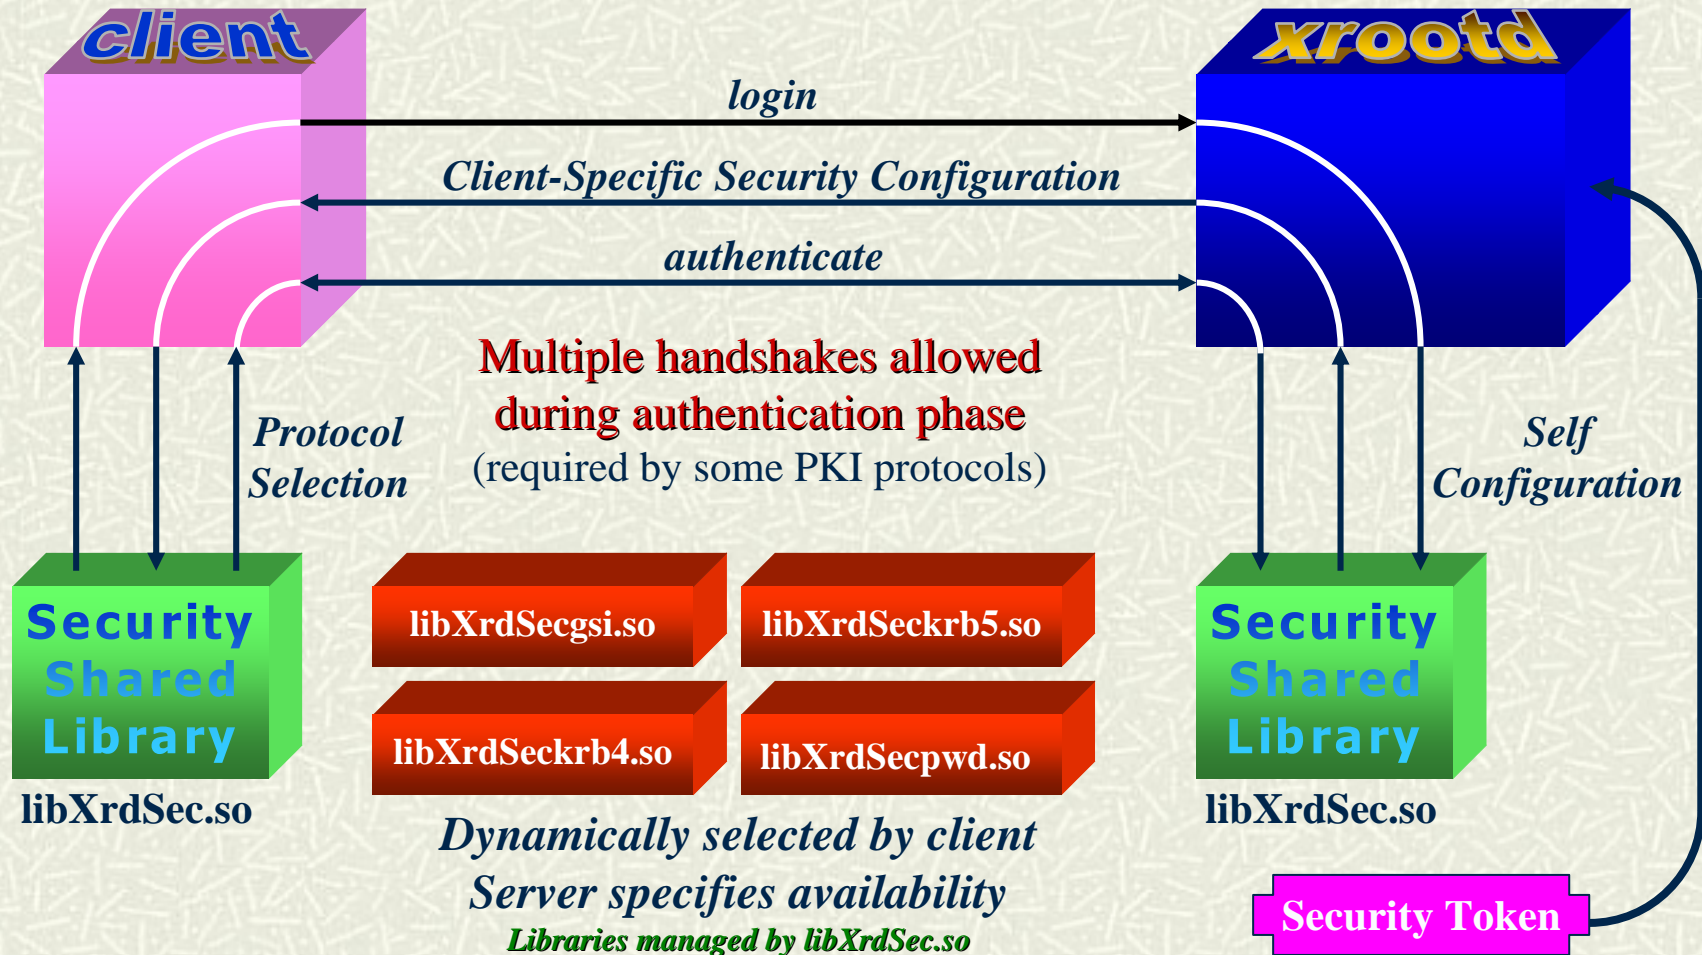 client
xrootd
login
Client-Specific Security Configuration
authenticate
Multiple handshakes allowed
during authentication phase
(required by some PKI protocols)
Protocol
Selection
Self
Configuration
Security
Shared
Library
libXrdSec.so
libXrdSecgsi.so
libXrdSeckrb5.so
libXrdSeckrb4.so
libXrdSecpwd.so
Security
Shared
Library
libXrdSec.so
Dynamically selected by client
Server specifies availability
Libraries managed by libXrdSec.so
Security Token